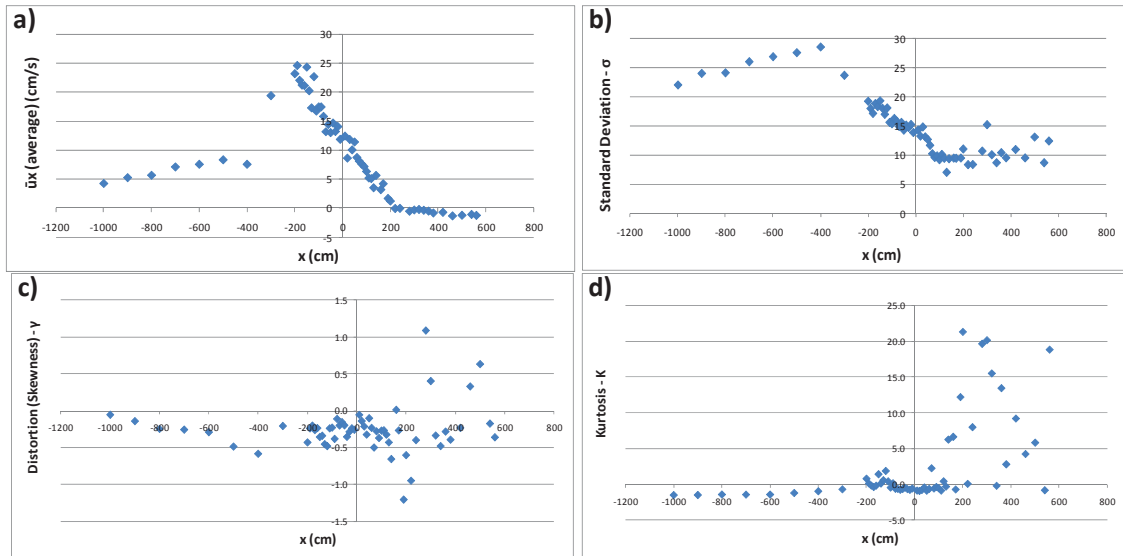 a)
ūx (average) (cm/s)
30
25
20
15
10
5
0
-5
-1200 -1000 -800 -600 -400 -200 0 200 400 600 800
x (cm)
b)
Standard Deviation - σ
30
25
20
15
10
5
0
-1200 -1000 -800 -600 -400 -200 0 200 400 600 800
x (cm)
c)
Distortion (Skewness) - γ
1.5
1.0
0.5
0.0
-0.5
-1.0
-1.5
-1200 -1000 -800 -600 -400 -200 0 200 400 600 800
x (cm)
d)
Kurtosis - K
25.0
20.0
15.0
10.0
5.0
0.0
-5.0
-1200 -1000 -800 -600 -400 -200 0 200 400 600 800
x (cm)